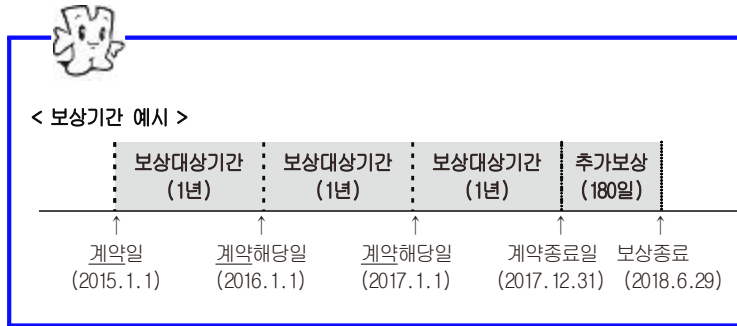 < 보상기간 예시 >
보상대상기간 보상대상기간 보상대상기간 추가보상
(1년) (1년) (1년) (180일)
↑ ↑ ↑ ↑ ↑
계약일 계약해당일 계약해당일 계약종료일 보상종료
(2015.1.1) (2016.1.1) (2017.1.1) (2017.12.31) (2018.6.29)